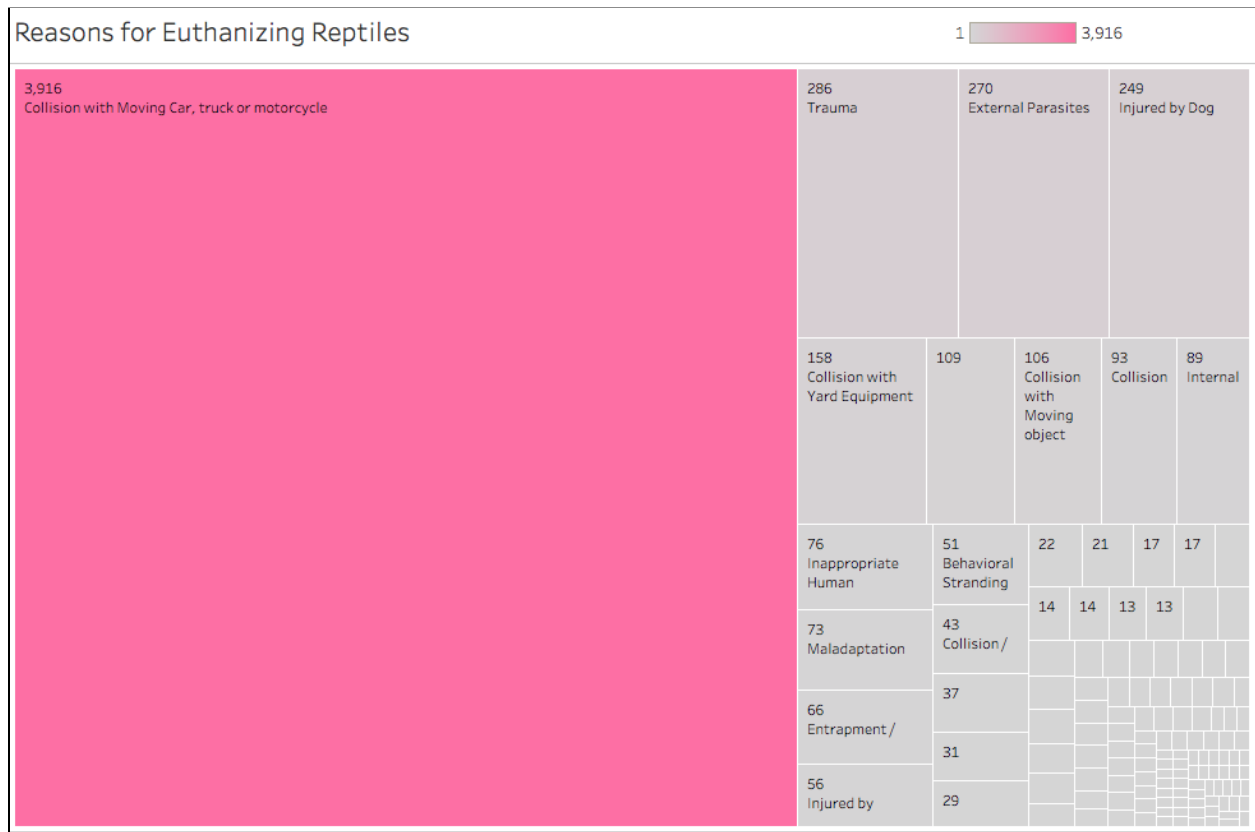 Reasons for Euthanizing Reptiles
1 3,916
3,916
Collision with Moving Car, truck or motorcycle
286
Trauma
270
External Parasites
249
Injured by Dog
158
Collision with
Yard Equipment
109
106
Collision
with
Moving
object
93
Collision
89
Internal
76
Inappropriate
Human
73
Maladaptation
66
Entrapment /
56
Injured by
51
Behavioral
Stranding
43
Collision /
37
31
29
22
21
17
17
14
14
13
13